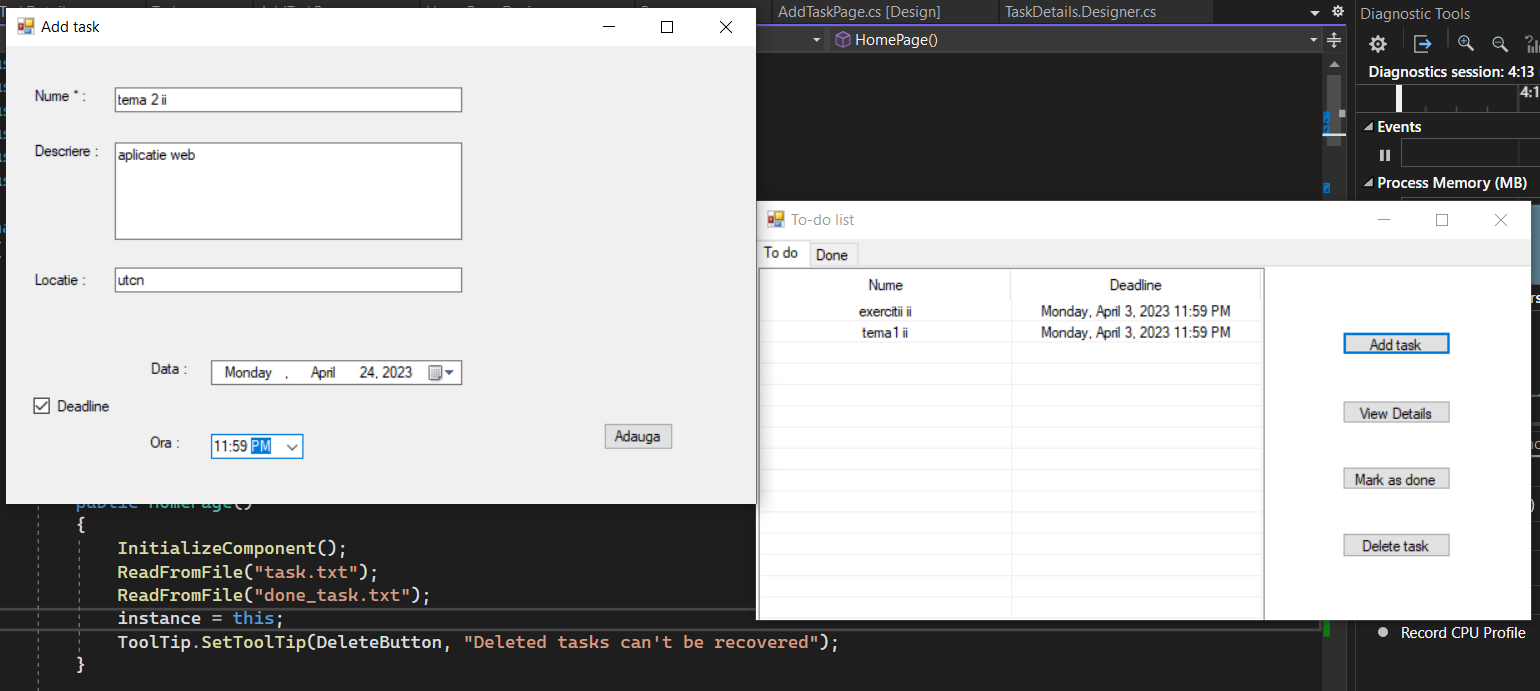 AddTaskPage.cs [Design]
TaskDetails.Designer.cs
HomePage()
Add task
Nume * :
tema 2 ii
Descriere :
aplicatie web
Locatie :
utcn
Data :
Monday , April 24, 2023
Deadline
Ora :
11:59 PM
Adauga
To-do list
To do
Done
Nume Deadline
exercitii ii Monday, April 3, 2023 11:59 PM
tema1 ii Monday, April 3, 2023 11:59 PM
Add task
View Details
Mark as done
Delete task
Diagnostic Tools
Diagnostics session: 4:13
Events
Process Memory (MB)
Record CPU Profile
public HomePage()
{
InitializeComponent();
ReadFromFile("task.txt");
ReadFromFile("done_task.txt");
instance = this;
ToolTip.SetToolTip(DeleteButton, "Deleted tasks can't be recovered");
}